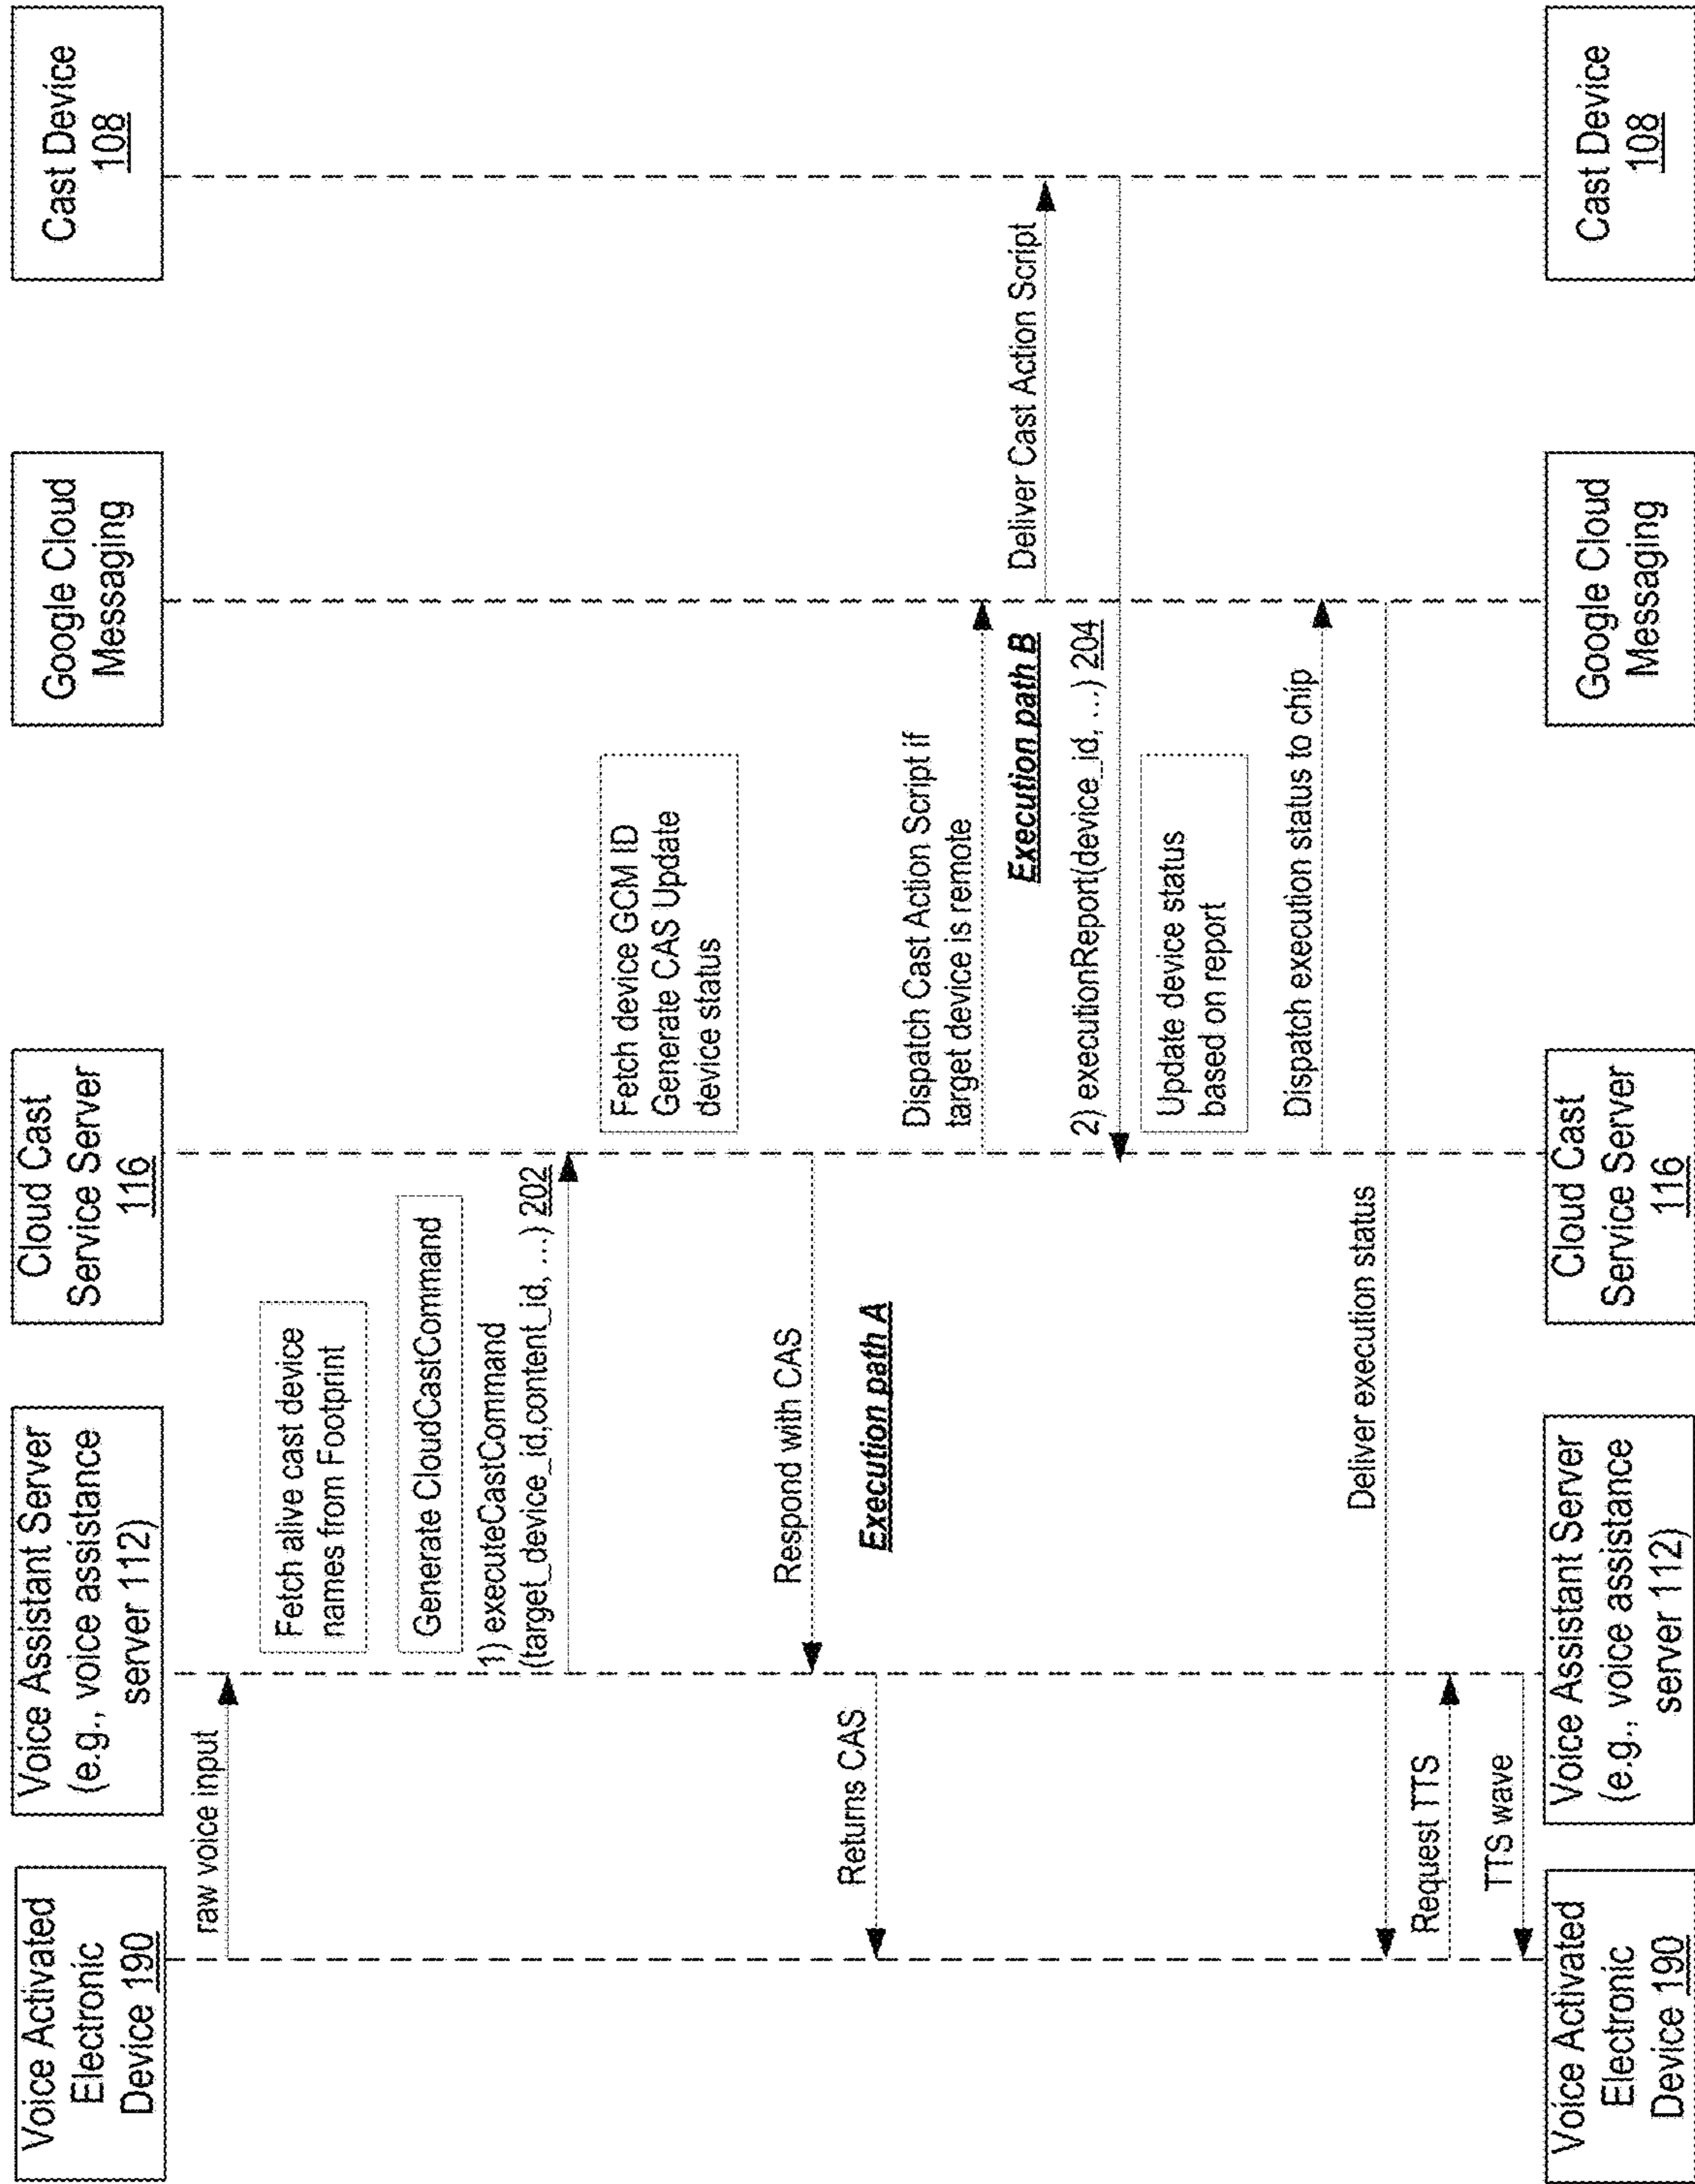 Voice Activated
Electronic
Device 190
Voice Assistant Server
(e.g., voice assistance
server 112)
Cloud Cast
Service Server
116
Google Cloud
Messaging
Cast Device
108
raw voice input
Fetch alive cast device
names from Footprint
Generate CloudCastCommand
1) executeCastCommand
(target_device_id,content_id, ...) 202
Fetch device GCM ID
Generate CAS Update
device status
Respond with CAS
Returns CAS
Execution path A
Dispatch Cast Action Script if
target device is remote
Deliver Cast Action Script
Execution path B
2) executionReport(device_id, ...) 204
Update device status
based on report
Dispatch execution status to chip
Deliver execution status
Request TTS
TTS wave
Voice Activated
Electronic
Device 190
Voice Assistant Server
(e.g., voice assistance
server 112)
Cloud Cast
Service Server
116
Google Cloud
Messaging
Cast Device
108